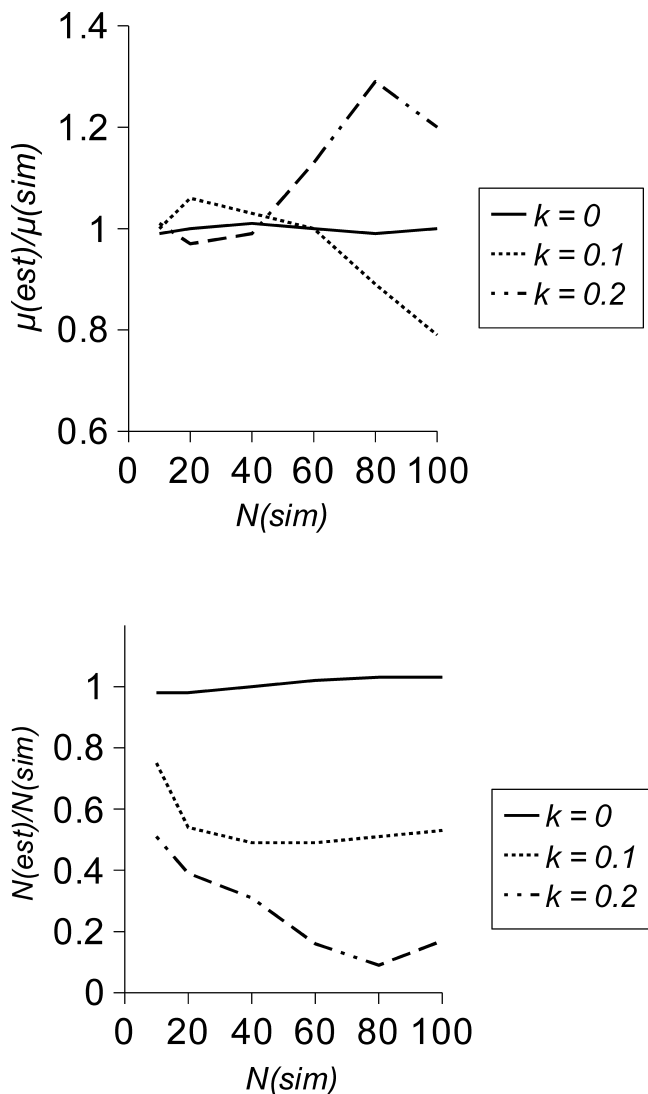 1.4
1.2
1
0.8
0.6
μ(est)/μ(sim)
0 20 40 60 80 100
N(sim)
k = 0
k = 0.1
k = 0.2
1
0.8
0.6
0.4
0.2
0
N(est)/N(sim)
0 20 40 60 80 100
N(sim)
k = 0
k = 0.1
k = 0.2